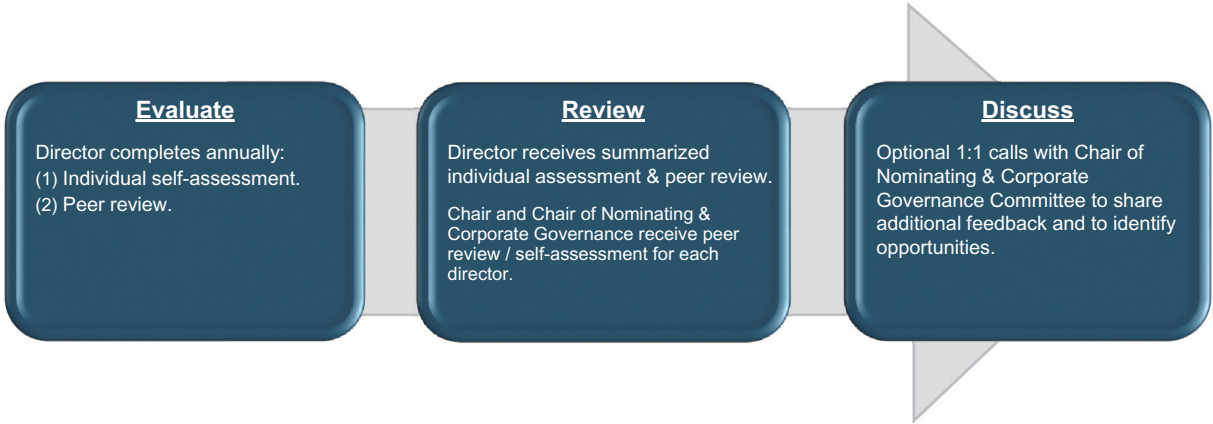 Evaluate
Director completes annually:
(1) Individual self-assessment.
(2) Peer review.
Review
Director receives summarized
individual assessment & peer review.
Chair and Chair of Nominating &
Corporate Governance receive peer
review / self-assessment for each
director.
Discuss
Optional 1:1 calls with Chair of
Nominating & Corporate
Governance Committee to share
additional feedback and to identify
opportunities.